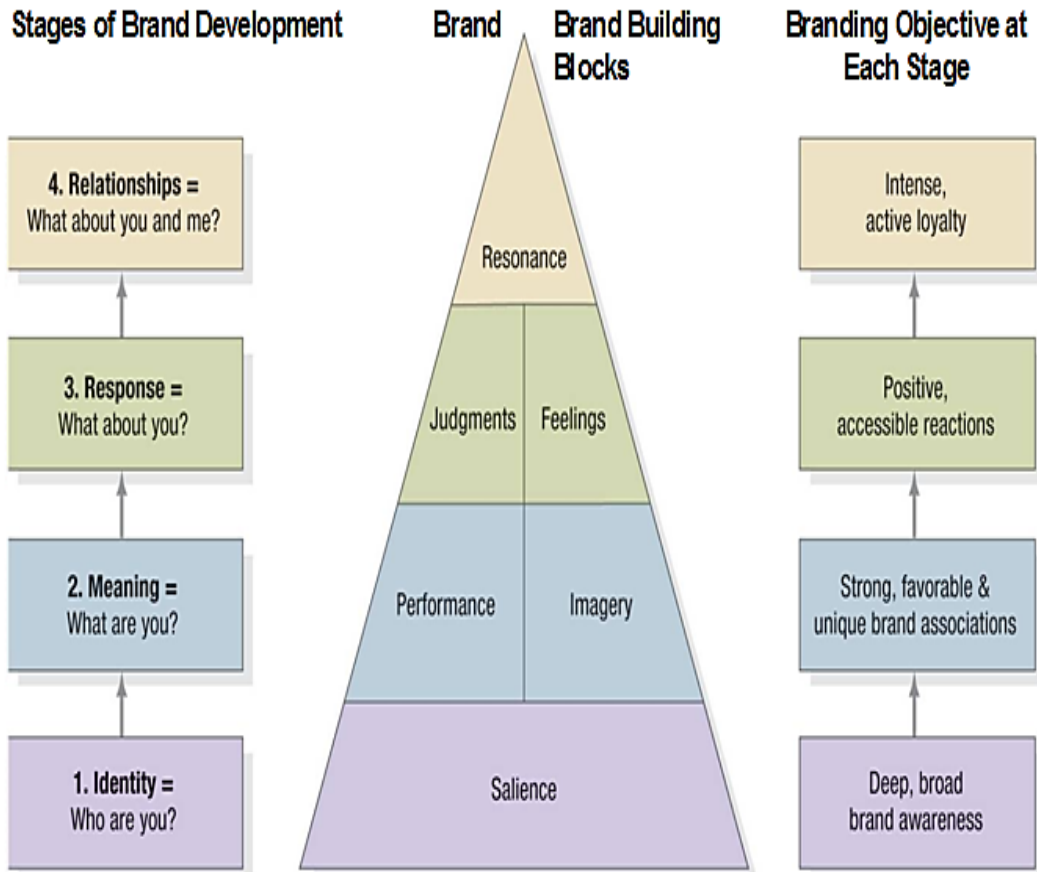 Stages of Brand Development
Brand
Brand Building
Blocks
Branding Objective at
Each Stage
4. Relationships =
What about you and me?
Resonance
Intense,
active loyalty
3. Response =
What about you?
Judgments
Feelings
Positive,
accessible reactions
2. Meaning =
What are you?
Performance
Imagery
Strong, favorable &
unique brand associations
1. Identity =
Who are you?
Salience
Deep, broad
brand awareness